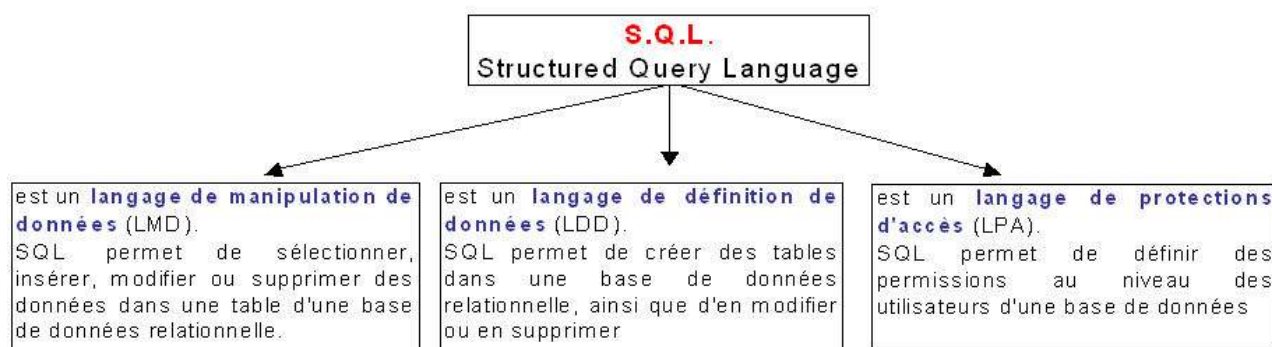 S.Q.L.
Structured Query Language
est un langage de manipulation de
données (LMD).
SQL permet de sélectionner,
insérer, modifier ou supprimer des
données dans une table d'une base
de données relationnelle.
est un langage de définition de
données (LDD).
SQL permet de créer des tables
dans une base de données
relationnelle, ainsi que d'en modifier
ou en supprimer
est un langage de protections
d'accès (LPA).
SQL permet de définir des
permissions au niveau des
utilisateurs d'une base de données